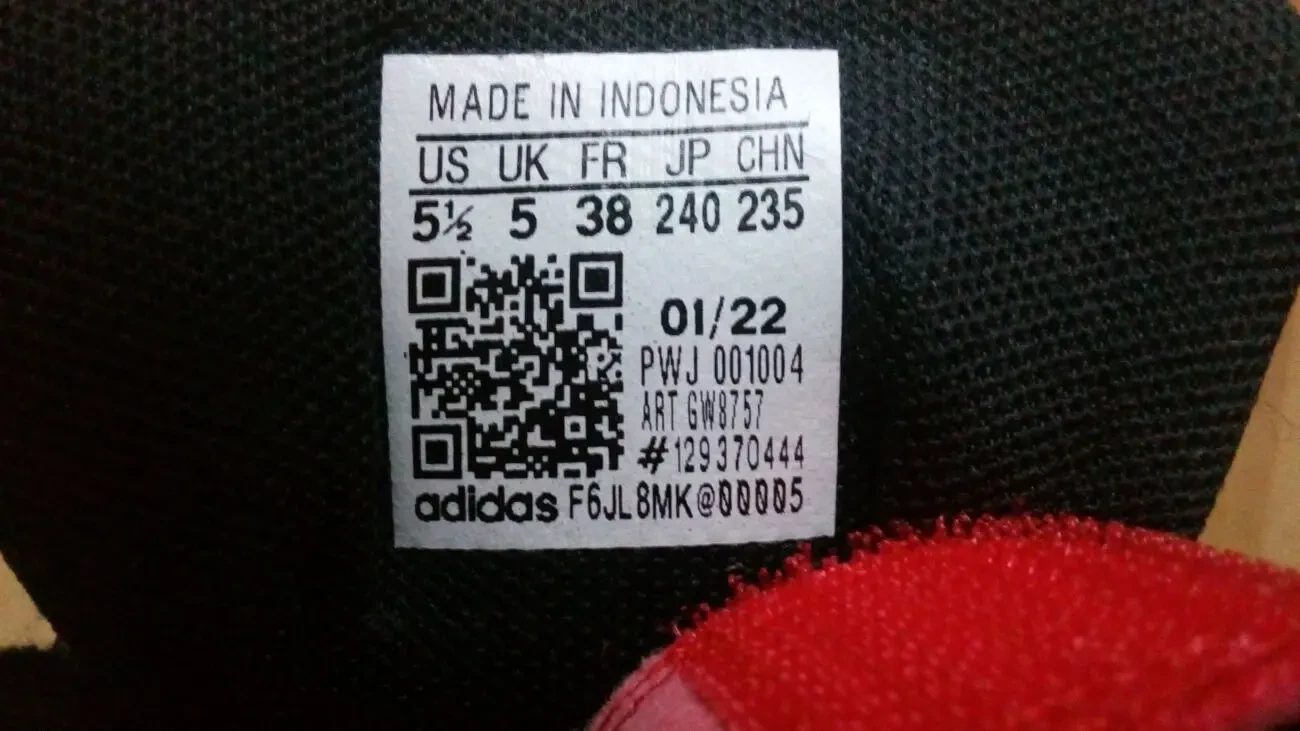 MADE IN INDONESIA
US UK FR JP CHN
5½ 5 38 240 235
01/22
PWJ 001004
ART GW8757
#129370444
adidas F6JL8MK@00005